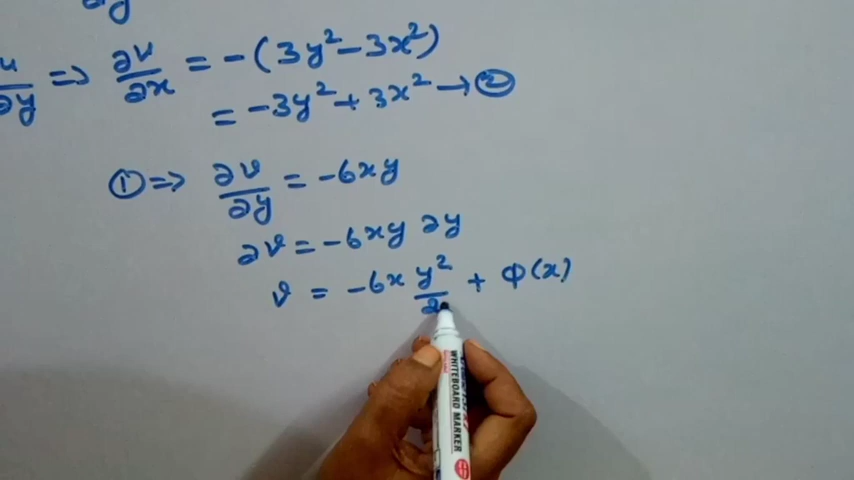 ∂y
u/∂y => ∂v/∂x = -(3y² - 3x²)
= -3y² + 3x² → ②
① => ∂v/∂y = -6xy
∂v = -6xy ∂y
v = -6x y²/2 + φ(x)
WHITEBOARD MARKER